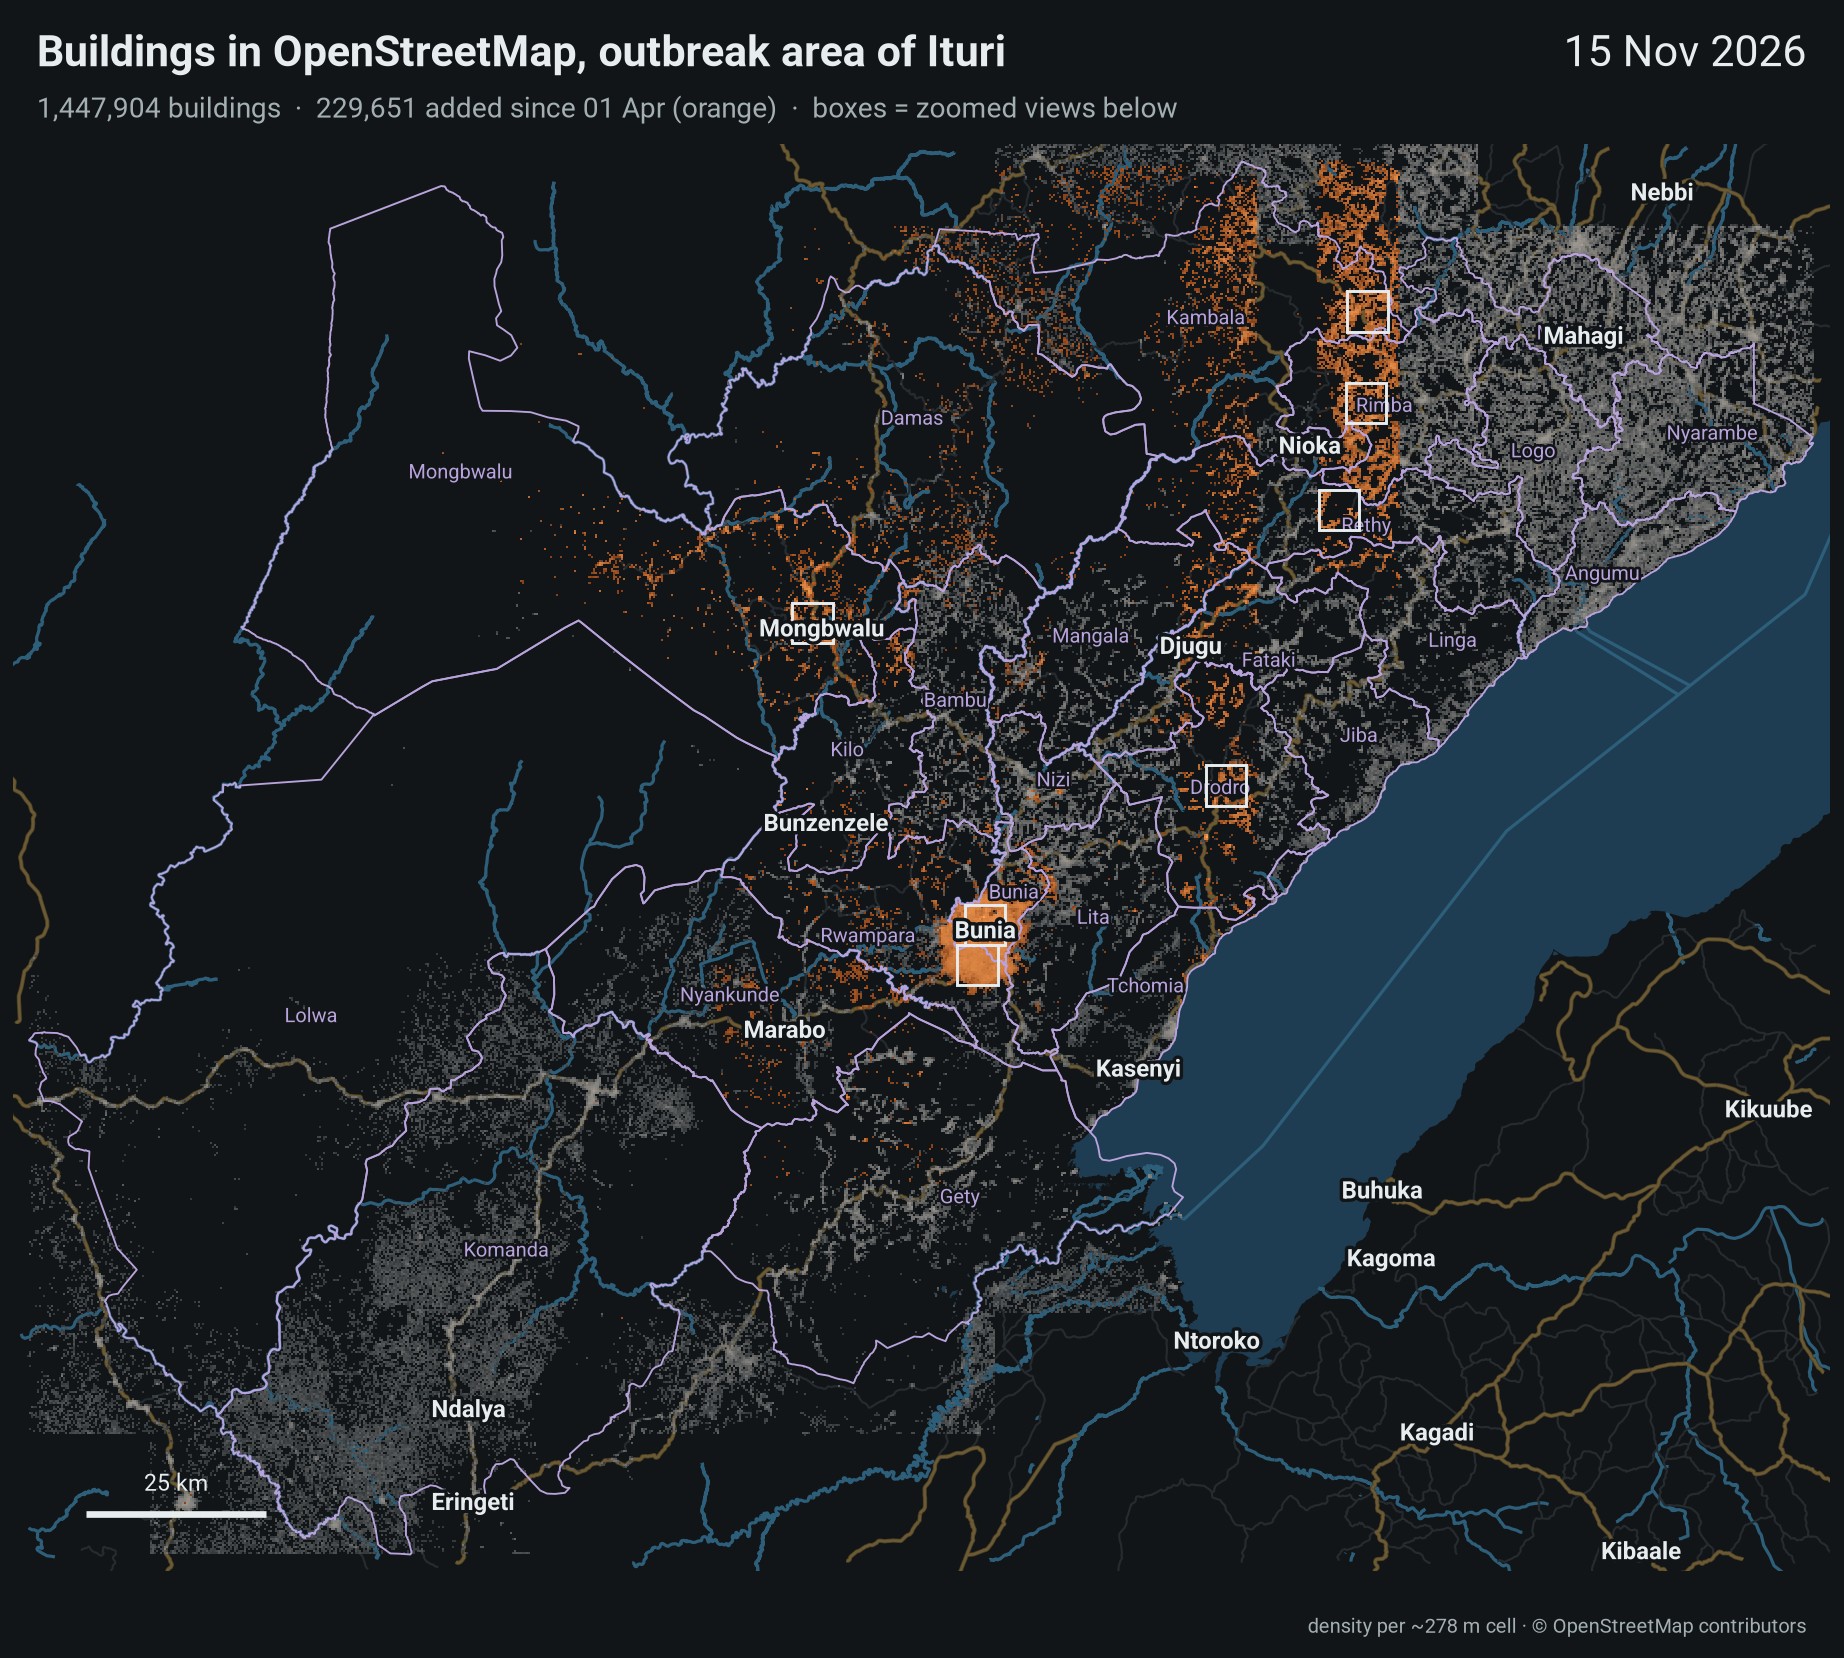 Buildings in OpenStreetMap, outbreak area of Ituri
15 Nov 2026
1,447,904 buildings · 229,651 added since 01 Apr (orange) · boxes = zoomed views below
Nebbi
Kambala
Mahagi
Rimba
Damas
Nioka
Nyarambe
Logo
Mongbwalu
Rethy
Angumu
Mongbwalu
Mangala
Djugu
Linga
Fataki
Bambu
Jiba
Kilo
Nizi
Drodro
Bunzenzele
Bunia
Lita
Bunia
Rwampara
Tchomia
Nyankunde
Lolwa
Marabo
Kasenyi
Kikuube
Buhuka
Gety
Komanda
Kagoma
Ntoroko
Ndalya
Kagadi
25 km
Eringeti
Kibaale
density per ~278 m cell · © OpenStreetMap contributors